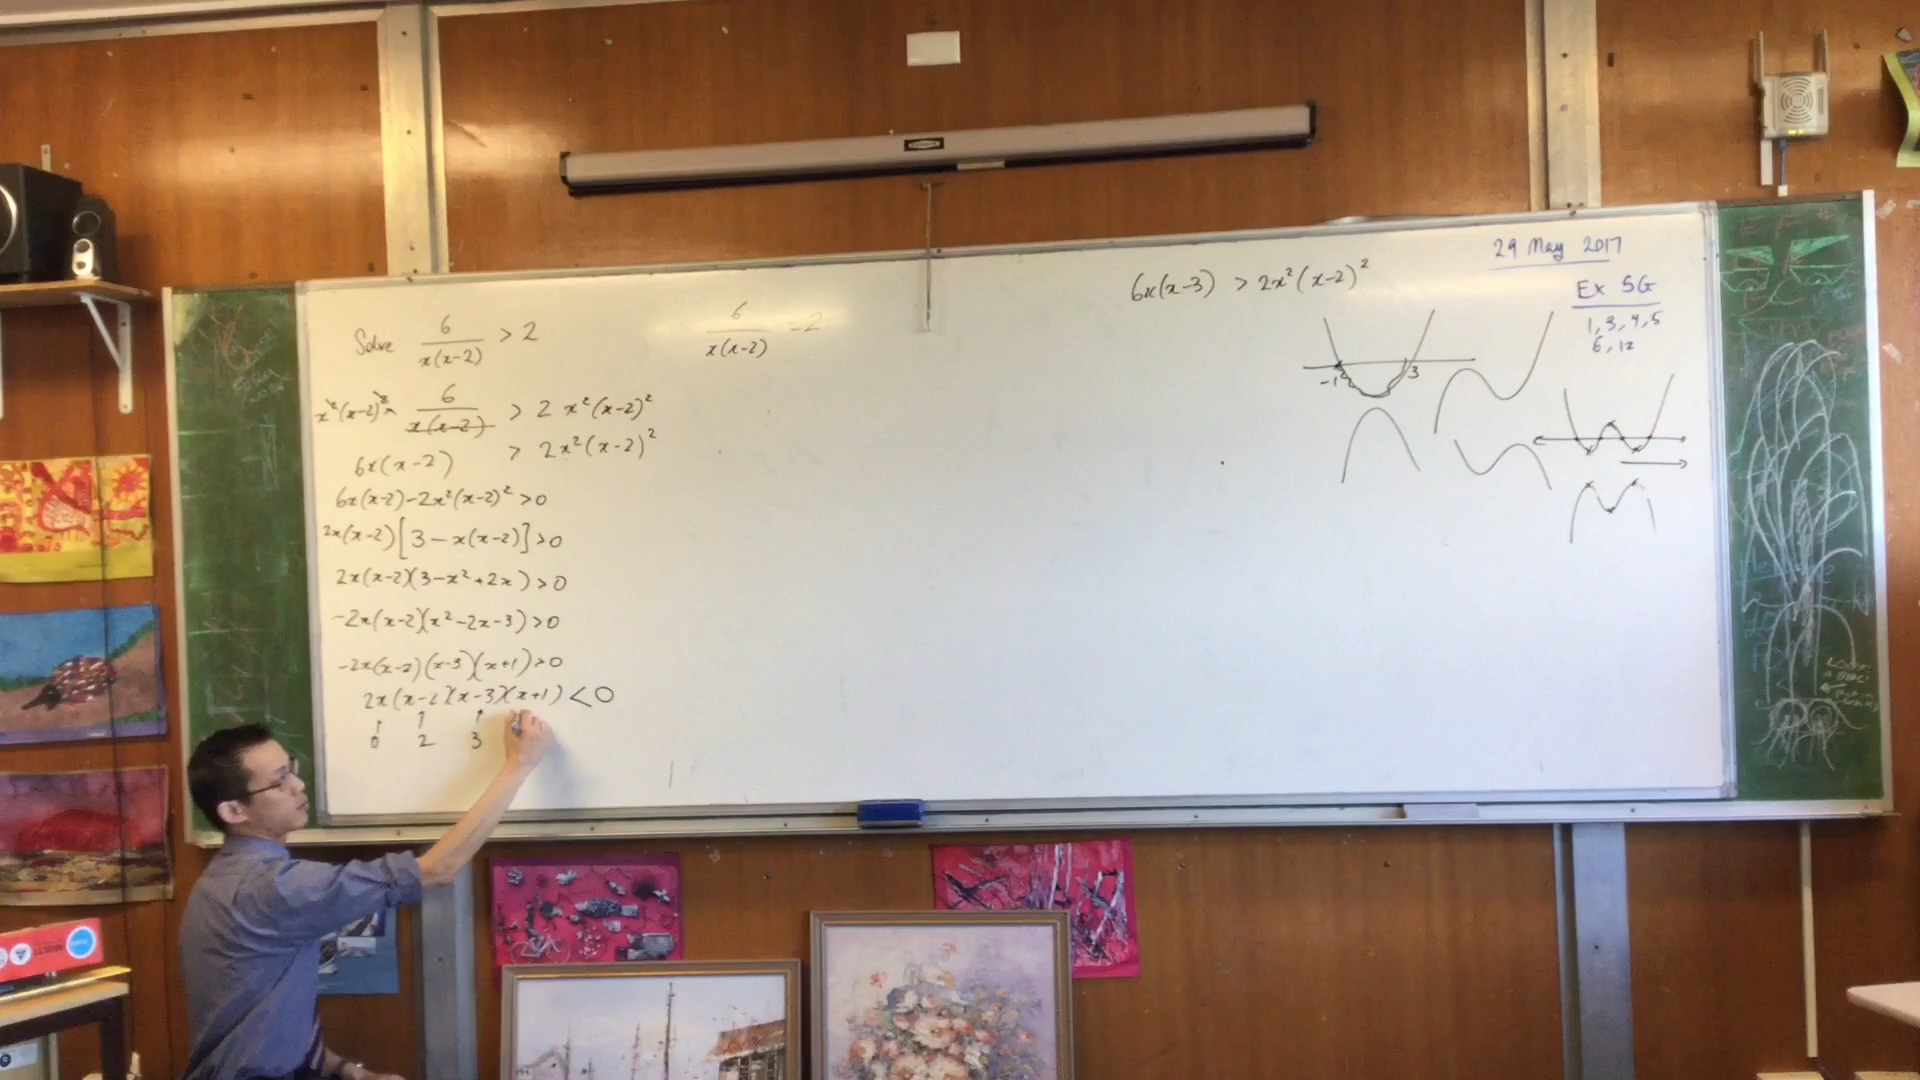 Solve 6/x(x-2) > 2
6/x(x-2) - 2
x²(x-2)² × 6/x(x-2) > 2x²(x-2)²
6x(x-2) > 2x²(x-2)²
6x(x-2)-2x²(x-2)²>0
2x(x-2)[3-x(x-2)]>0
2x(x-2)(3-x²+2x)>0
-2x(x-2)(x²-2x-3)>0
-2x(x-2)(x-3)(x+1)>0
2x(x-2)(x-3)(x+1)<0
0 2 3
6x(x-3) > 2x²(x-2)²
-1 3
29 May 2017
Ex 5G
1, 3, 4, 5
6, 12